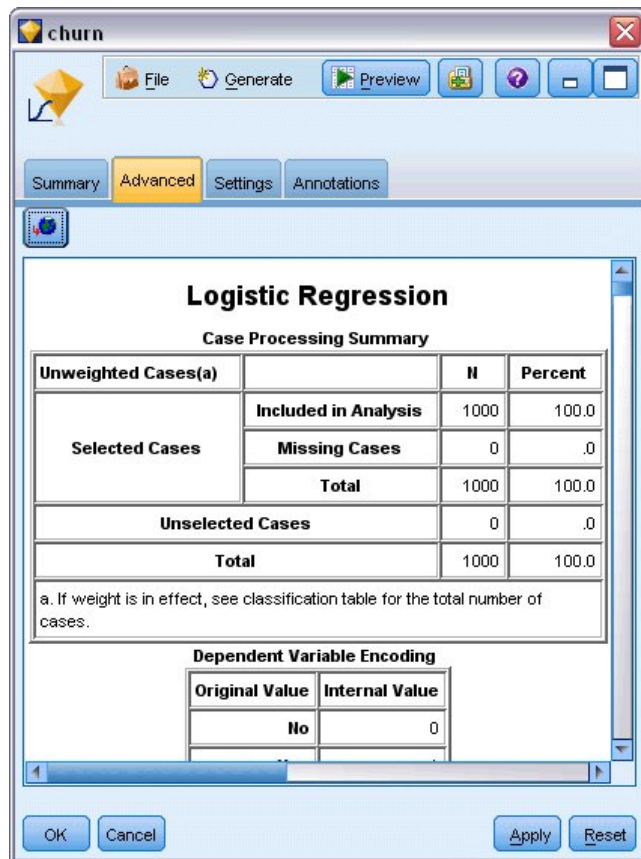 churn
File Generate Preview
Summary Advanced Settings Annotations
Logistic Regression
Case Processing Summary
Unweighted Cases(a) N Percent
Selected Cases Included in Analysis 1000 100.0
Missing Cases 0 .0
Total 1000 100.0
Unselected Cases 0 .0
Total 1000 100.0
a. If weight is in effect, see classification table for the total number of
cases.
Dependent Variable Encoding
Original Value Internal Value
No 0
OK Cancel Apply Reset